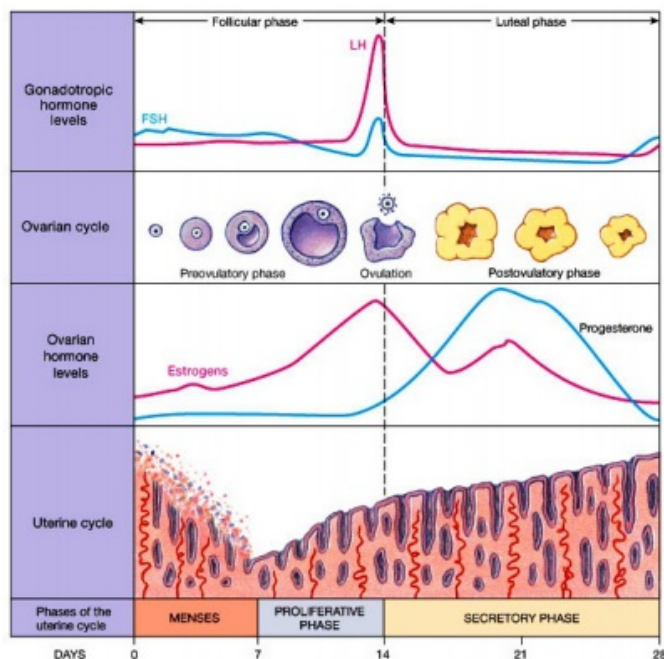 Follicular phase
Luteal phase
Gonadotropic
hormone
levels
LH
FSH
Ovarian cycle
Preovulatory phase
Ovulation
Postovulatory phase
Ovarian
hormone
levels
Estrogens
Progesterone
Uterine cycle
Phases of the
uterine cycle
MENSES
PROLIFERATIVE
PHASE
SECRETORY PHASE
DAYS 0 7 14 21 28